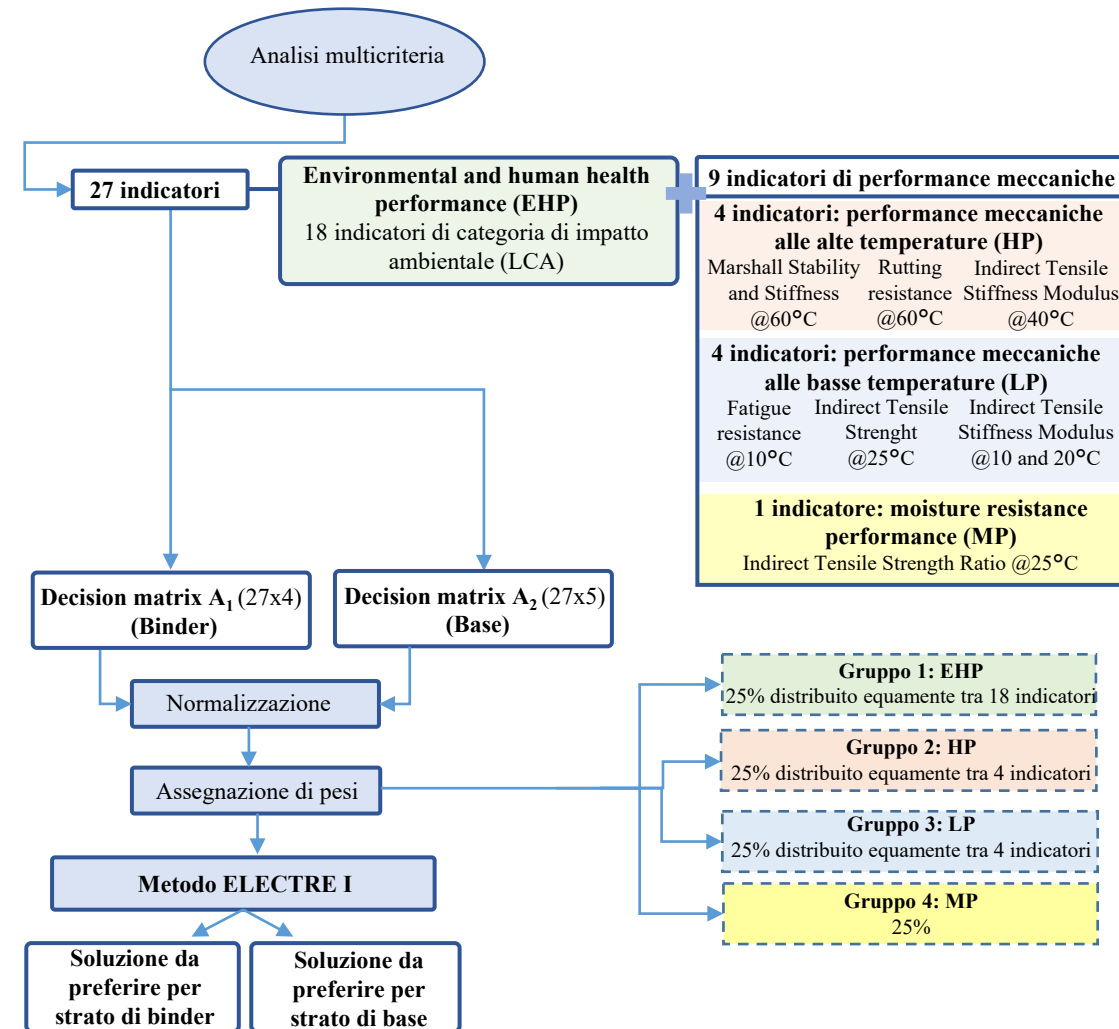 Analisi multicriteria
27 indicatori
Environmental and human health
performance (EHP)
18 indicatori di categoria di impatto
ambientale (LCA)
9 indicatori di performance meccaniche
4 indicatori: performance meccaniche
alle alte temperature (HP)
Marshall Stability
and Stiffness
@60°C
Rutting
resistance
@60°C
Indirect Tensile
Stiffness Modulus
@40°C
4 indicatori: performance meccaniche
alle basse temperature (LP)
Fatigue
resistance
@10°C
Indirect Tensile
Strenght
@25°C
Indirect Tensile
Stiffness Modulus
@10 and 20°C
1 indicatore: moisture resistance
performance (MP)
Indirect Tensile Strength Ratio @25°C
Decision matrix A₁ (27x4)
(Binder)
Decision matrix A₂ (27x5)
(Base)
Normalizzazione
Assegnazione di pesi
Metodo ELECTRE I
Soluzione da
preferire per
strato di binder
Soluzione da
preferire per
strato di base
Gruppo 1: EHP
25% distribuito equamente tra 18 indicatori
Gruppo 2: HP
25% distribuito equamente tra 4 indicatori
Gruppo 3: LP
25% distribuito equamente tra 4 indicatori
Gruppo 4: MP
25%